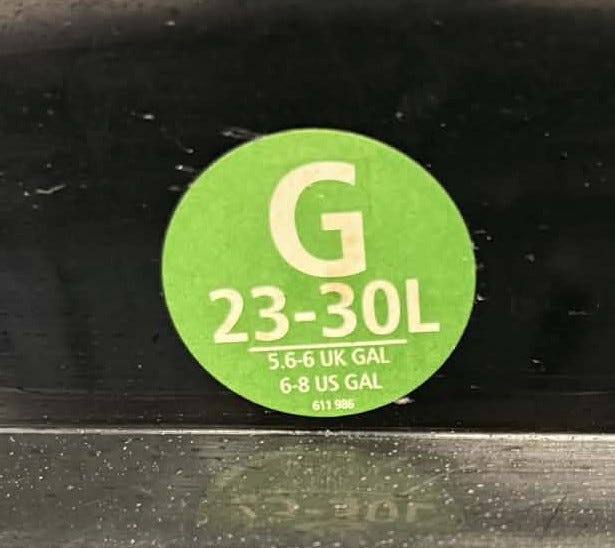 G
23-30L
5.6-6 UK GAL
6-8 US GAL
611 986